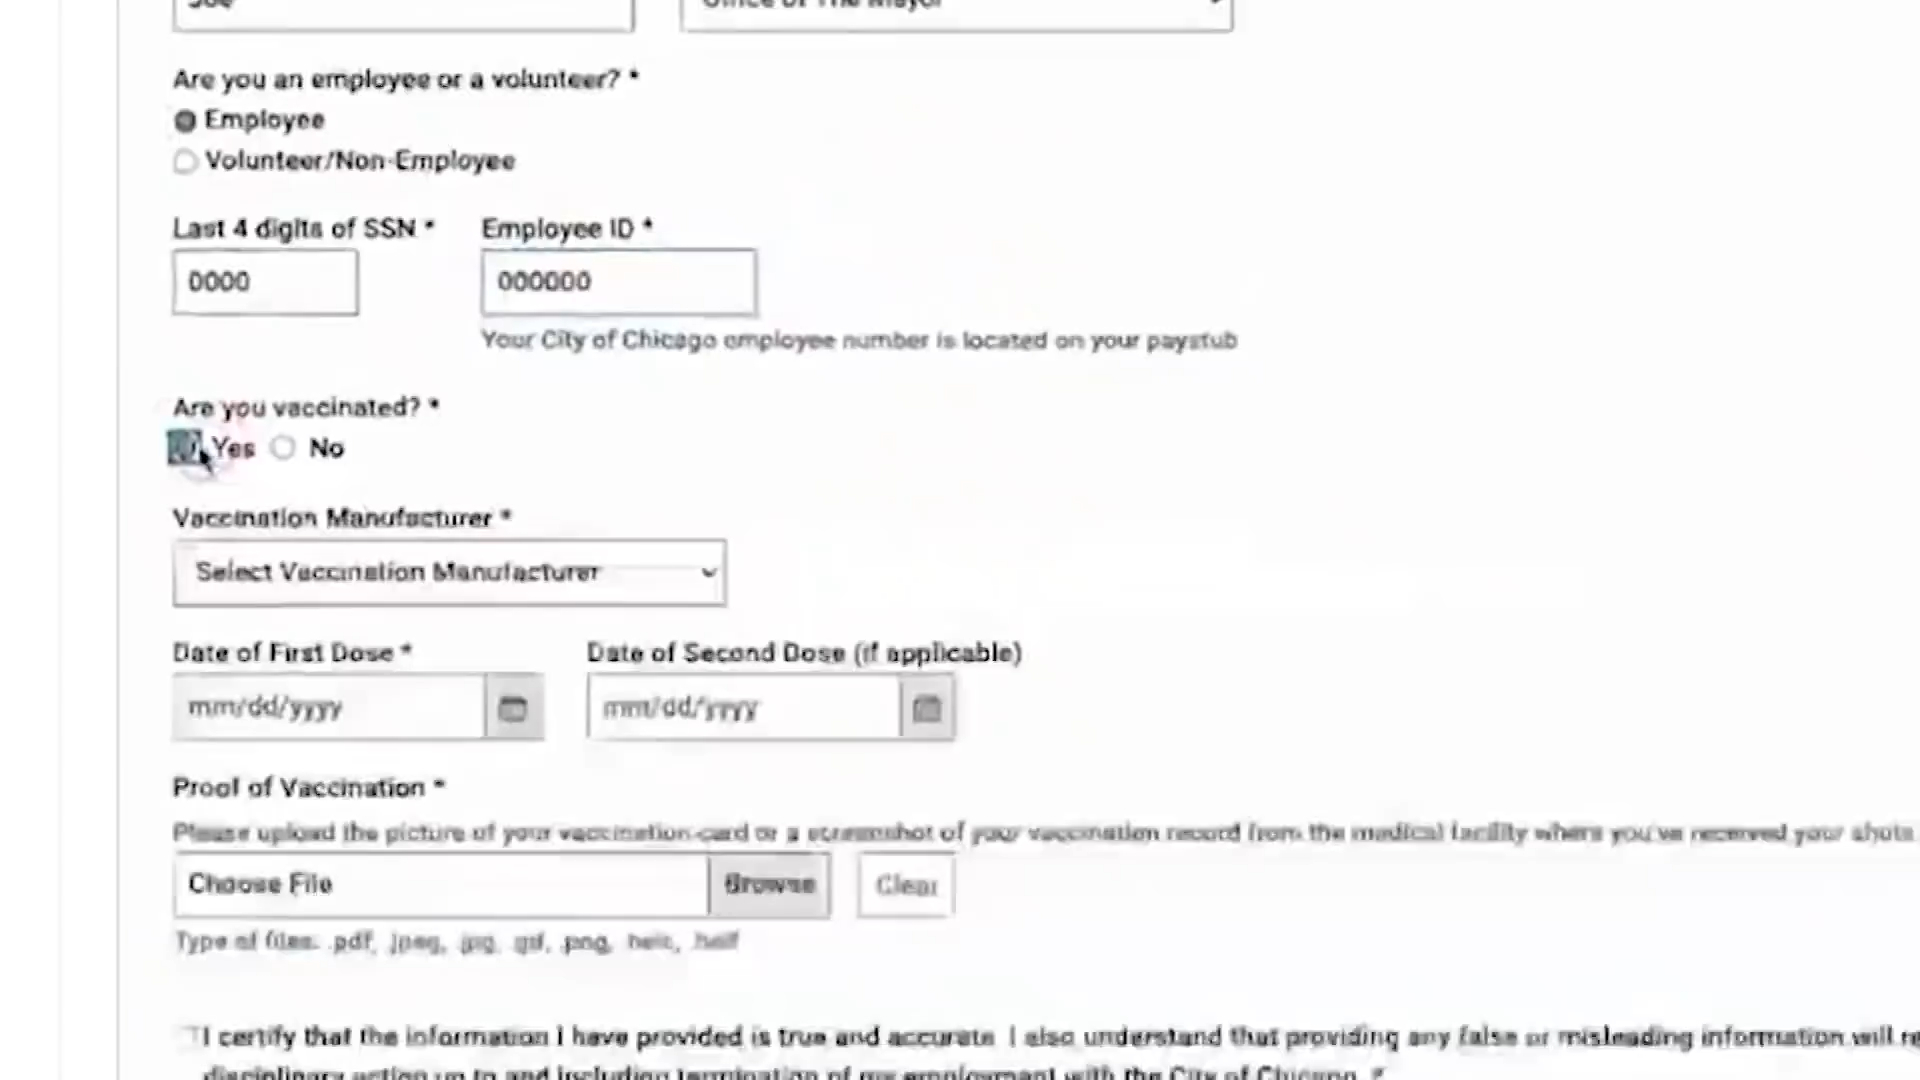 Joe
Office of The Mayor
Are you an employee or a volunteer? *
Employee
Volunteer/Non-Employee
Last 4 digits of SSN *
Employee ID *
0000
000000
Your City of Chicago employee number is located on your paystub
Are you vaccinated? *
Yes
No
Vaccination Manufacturer *
Select Vaccination Manufacturer
Date of First Dose *
Date of Second Dose (if applicable)
mm/dd/yyyy
mm/dd/yyyy
Proof of Vaccination *
Please upload the picture of your vaccination card or a screenshot of your vaccination record from the medical facility where you've received your shots
Choose File
Browse
Clear
Type of files: .pdf, .jpeg, .jpg, .gif, .png, .heic, .heif
I certify that the information I have provided is true and accurate. I also understand that providing any false or misleading information will
disciplinary action up to and including termination of my employment with the City of Chicago. *